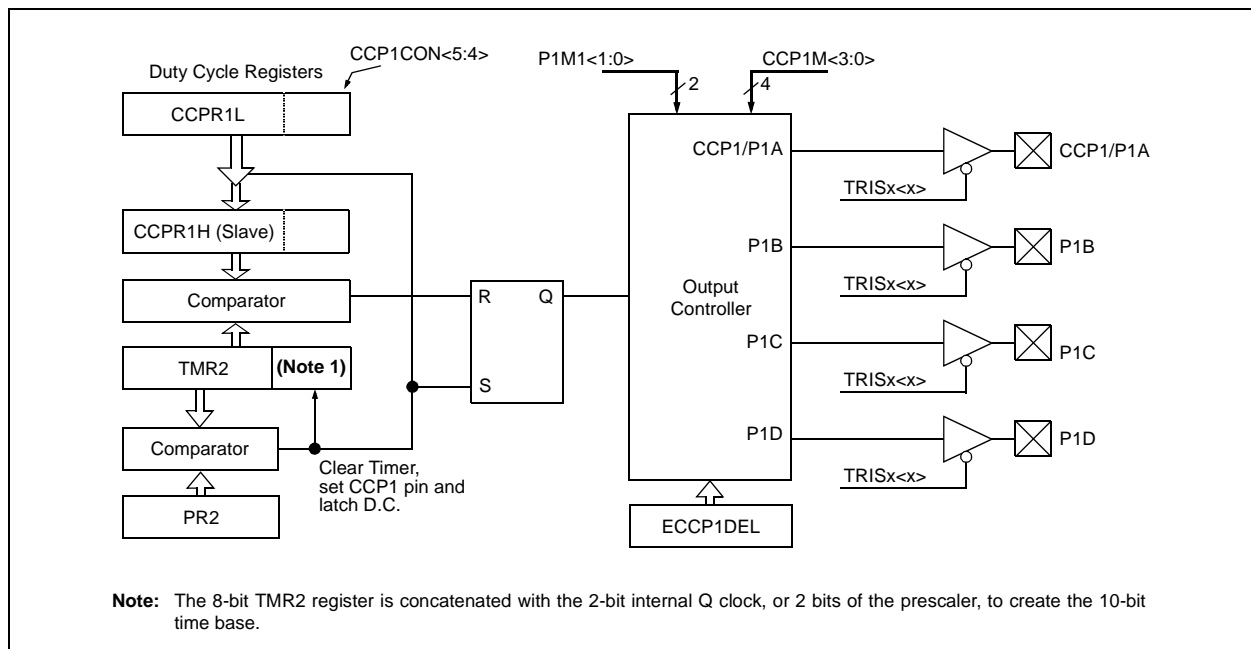 CCP1CON<5:4>
Duty Cycle Registers
CCPR1L
CCPR1H (Slave)
Comparator
TMR2
(Note 1)
Comparator
PR2
Clear Timer,
set CCP1 pin and
latch D.C.
R
Q
S
P1M1<1:0>
2
CCP1M<3:0>
4
Output
Controller
CCP1/P1A
P1B
P1C
P1D
ECCP1DEL
TRISx<x>
CCP1/P1A
TRISx<x>
P1B
TRISx<x>
P1C
TRISx<x>
P1D
Note: The 8-bit TMR2 register is concatenated with the 2-bit internal Q clock, or 2 bits of the prescaler, to create the 10-bit
time base.